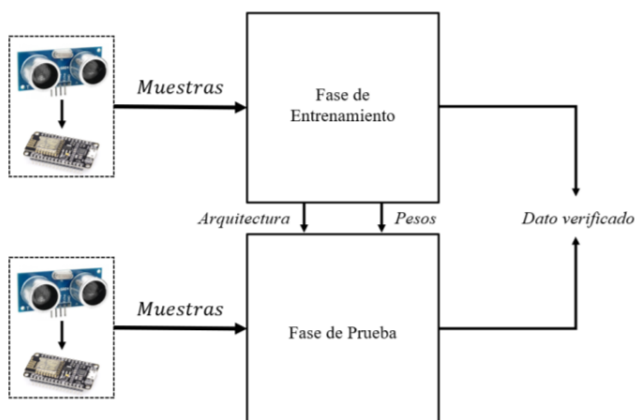 Muestras
Fase de
Entrenamiento
Arquitectura
Pesos
Dato verificado
Muestras
Fase de Prueba